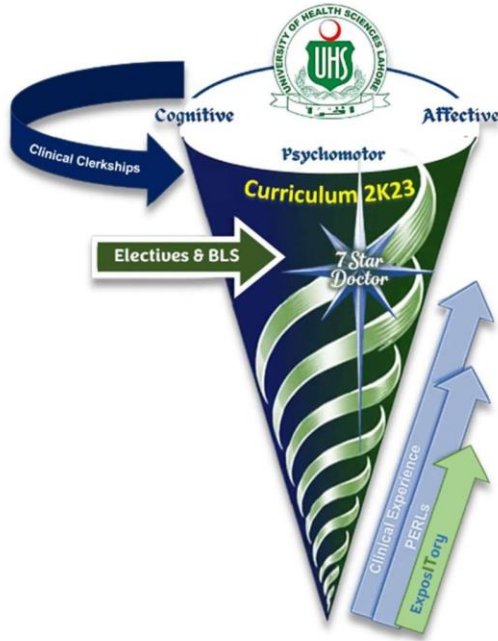 UNIVERSITY OF HEALTH SCIENCES LAHORE
UHS
Cognitive
Affective
Psychomotor
Clinical Clerkships
Curriculum 2K23
Electives & BLS
7 Star
Doctor
Clinical Experience
PERLs
ExposITory